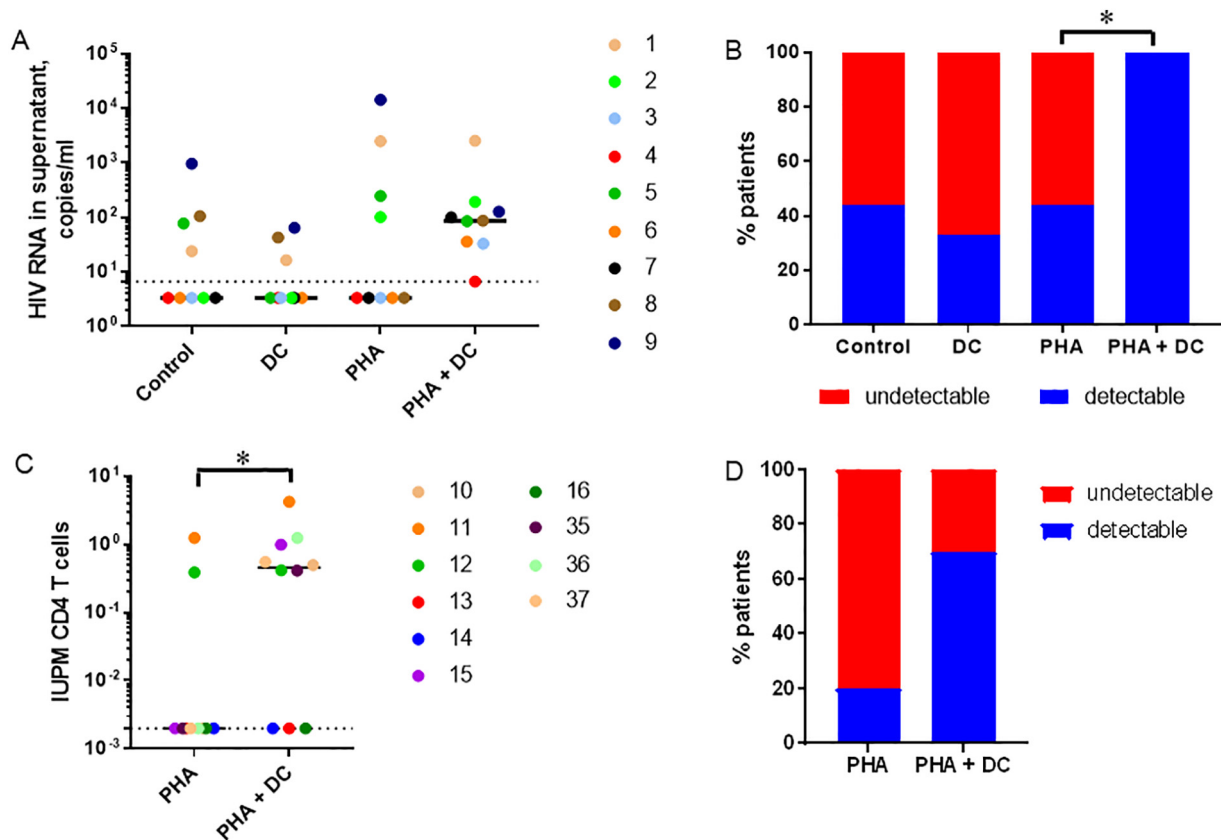 A
HIV RNA in supernatant,
copies/ml
10^5
10^4
10^3
10^2
10^1
10^0
Control
DC
PHA
PHA + DC
1
2
3
4
5
6
7
8
9
B
*
% patients
100
80
60
40
20
0
Control DC PHA PHA + DC
undetectable detectable
C
*
IUPM CD4 T cells
10^1
10^0
10^-1
10^-2
10^-3
PHA
PHA + DC
10 16
11 35
12 36
13 37
14
15
D
% patients
100
80
60
40
20
0
PHA PHA + DC
undetectable
detectable